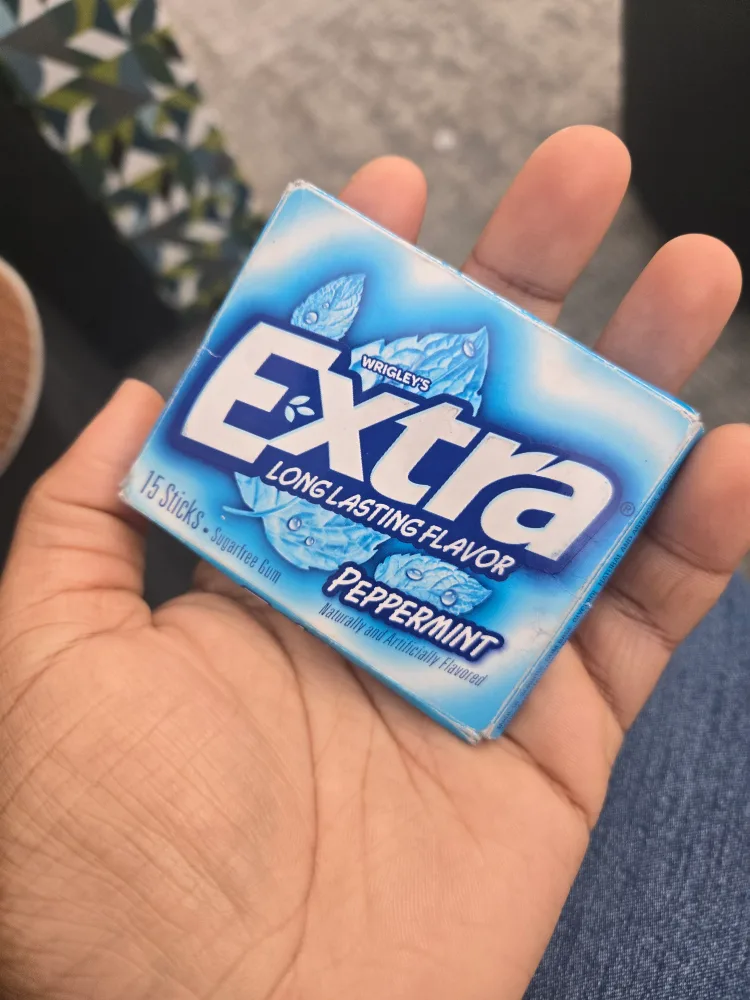 WRIGLEY'S
Extra
®
LONG LASTING FLAVOR
PEPPERMINT
Naturally and Artificially Flavored
15 Sticks • Sugarfree Gum